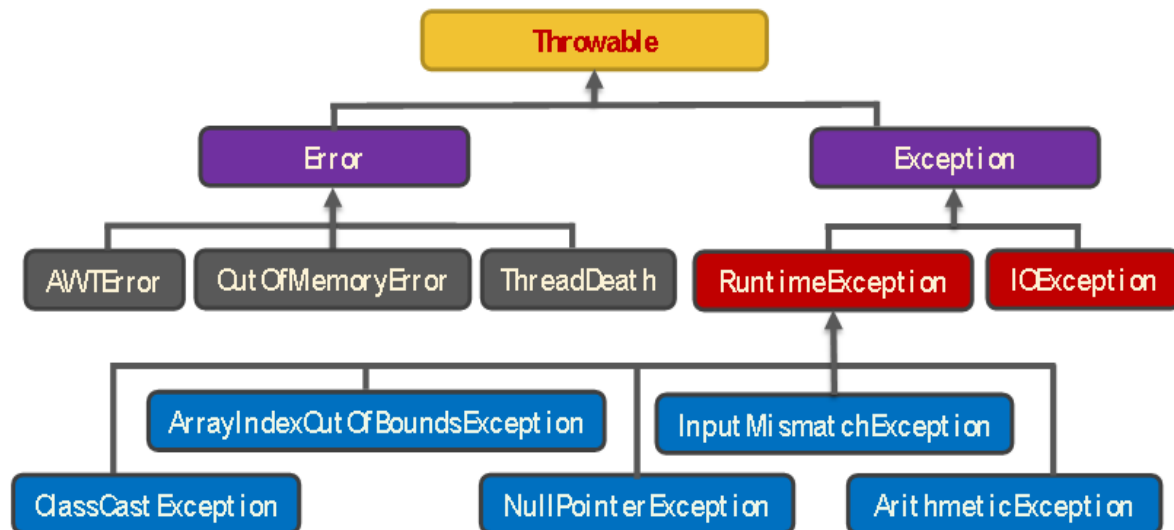 Throwable
Error
Exception
AWTError
OutOfMemoryError
ThreadDeath
RuntimeException
IOException
ArrayIndexOutOfBoundsException
InputMismatchException
ClassCastException
NullPointerException
ArithmeticException